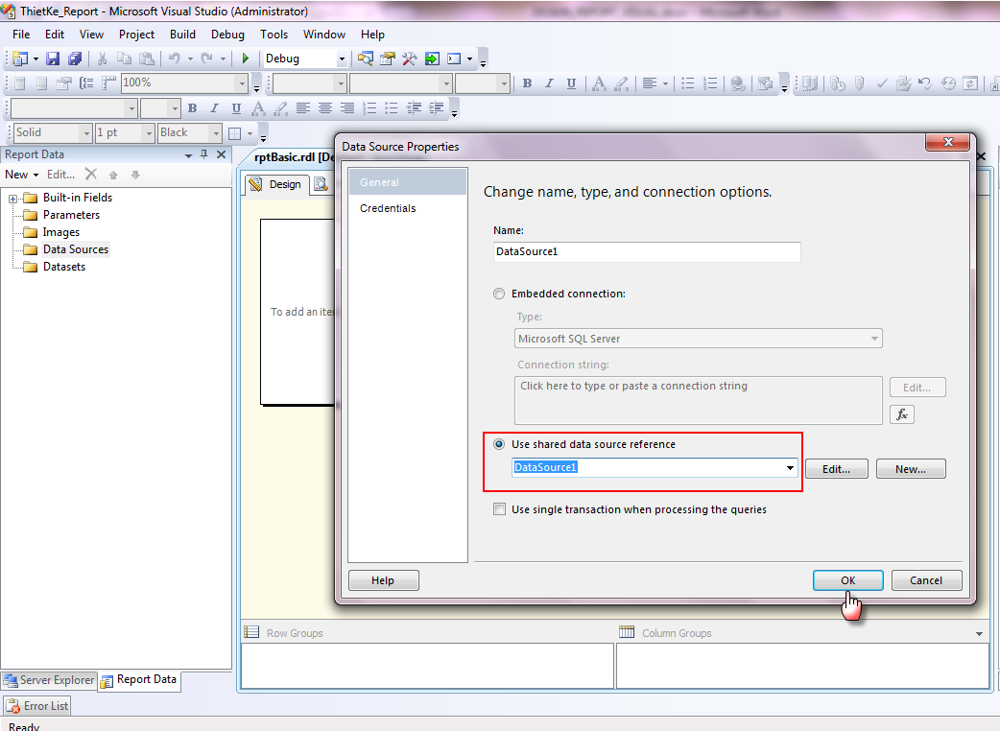 ThietKe_Report - Microsoft Visual Studio (Administrator)
File Edit View Project Build Debug Tools Window Help
Debug
100%
B I U
B I U
Solid 1 pt Black
Report Data
New Edit...
Built-in Fields
Parameters
Images
Data Sources
Datasets
rptBasic.rdl [De
Design
To add an iter
Data Source Properties
General
Credentials
Change name, type, and connection options.
Name:
DataSource1
Embedded connection:
Type:
Microsoft SQL Server
Connection string:
Click here to type or paste a connection string
Edit...
fx
Use shared data source reference
DataSource1
Edit...
New...
Use single transaction when processing the queries
Help
OK
Cancel
Row Groups
Column Groups
Server Explorer
Report Data
Error List
Ready